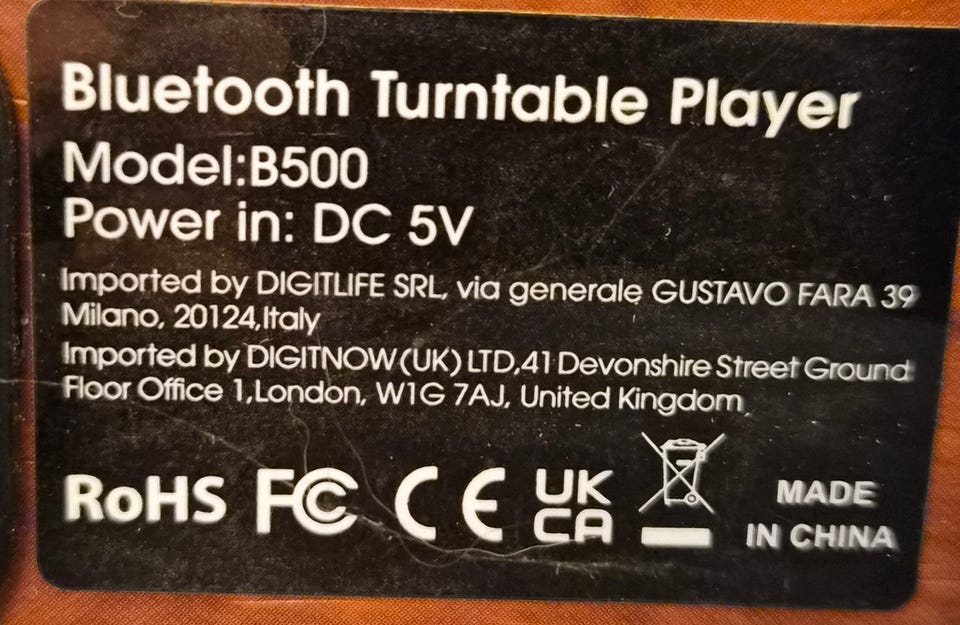 Bluetooth Turntable Player
Model:B500
Power in: DC 5V
Imported by DIGITLIFE SRL, via generale GUSTAVO FARA 39
Milano, 20124,Italy
Imported by DIGITNOW(UK) LTD,41 Devonshire Street Ground
Floor Office 1,London, W1G 7AJ, United Kingdom
RoHS FC CE UK
CA
MADE
IN CHINA